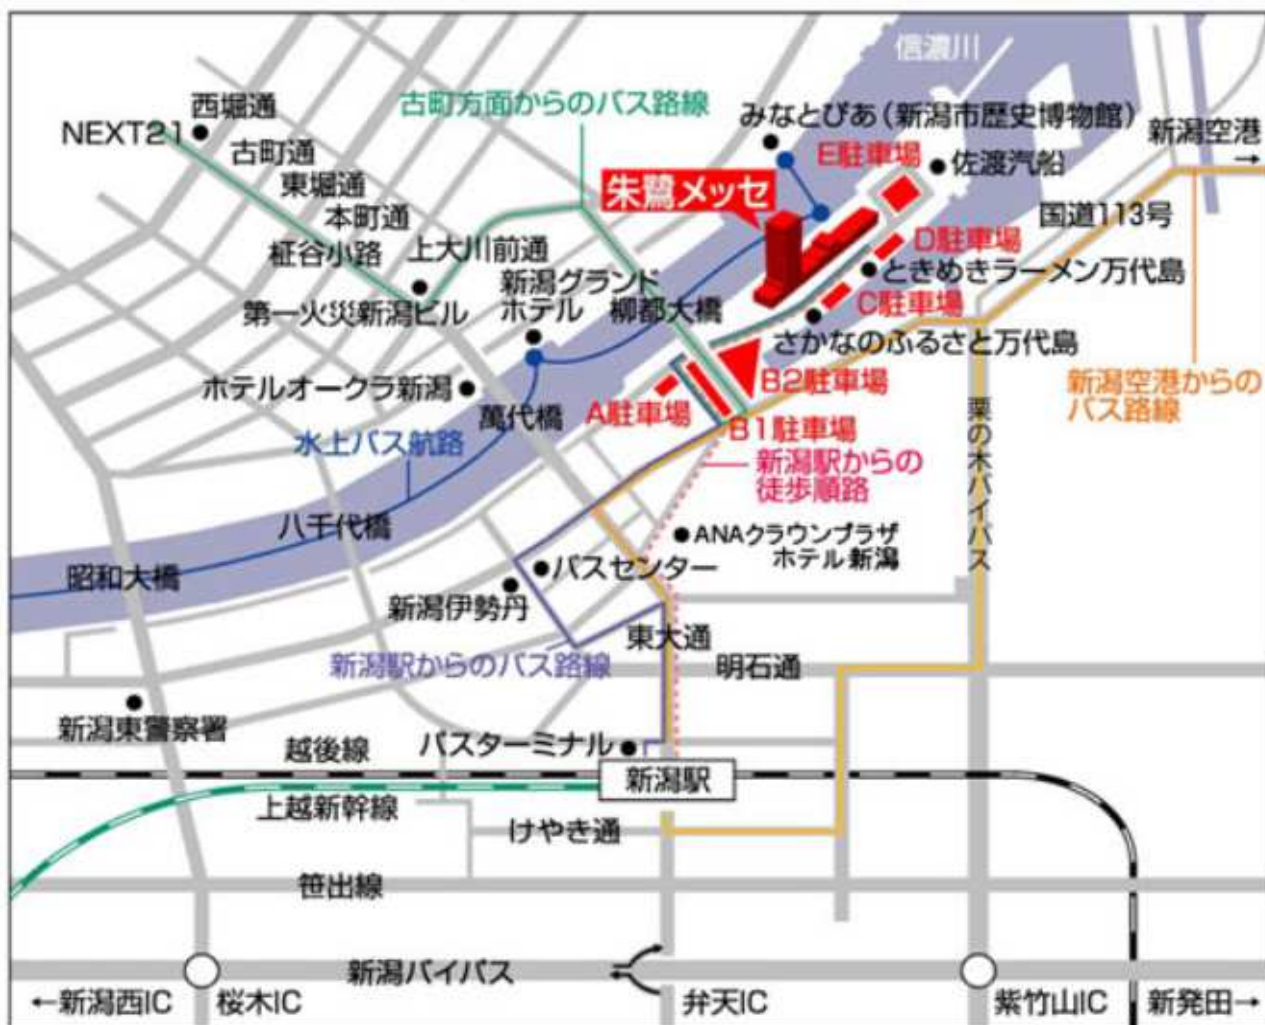 信濃川
西堀通
古町方面からのバス路線
みなとぴあ(新潟市歴史博物館)
NEXT21
新潟空港
→
古町通
E駐車場
佐渡汽船
東堀通
朱鷺メッセ
本町通
国道113号
柾谷小路
上大川前通
D駐車場
新潟グランド
ホテル
ときめきラーメン万代島
第一火災新潟ビル
柳都大橋
C駐車場
さかなのふるさと万代島
ホテルオークラ新潟
B2駐車場
新潟空港からの
バス路線
A駐車場
萬代橋
B1駐車場
栗の木バイパス
水上バス航路
新潟駅からの
徒歩順路
八千代橋
ANAクラウンプラザ
ホテル新潟
昭和大橋
バスセンター
新潟伊勢丹
東大通
新潟駅からのバス路線
明石通
新潟東警察署
越後線
バスターミナル
新潟駅
上越新幹線
けやき通
笹出線
新潟バイパス
←新潟西IC
桜木IC
弁天IC
紫竹山IC
新発田→